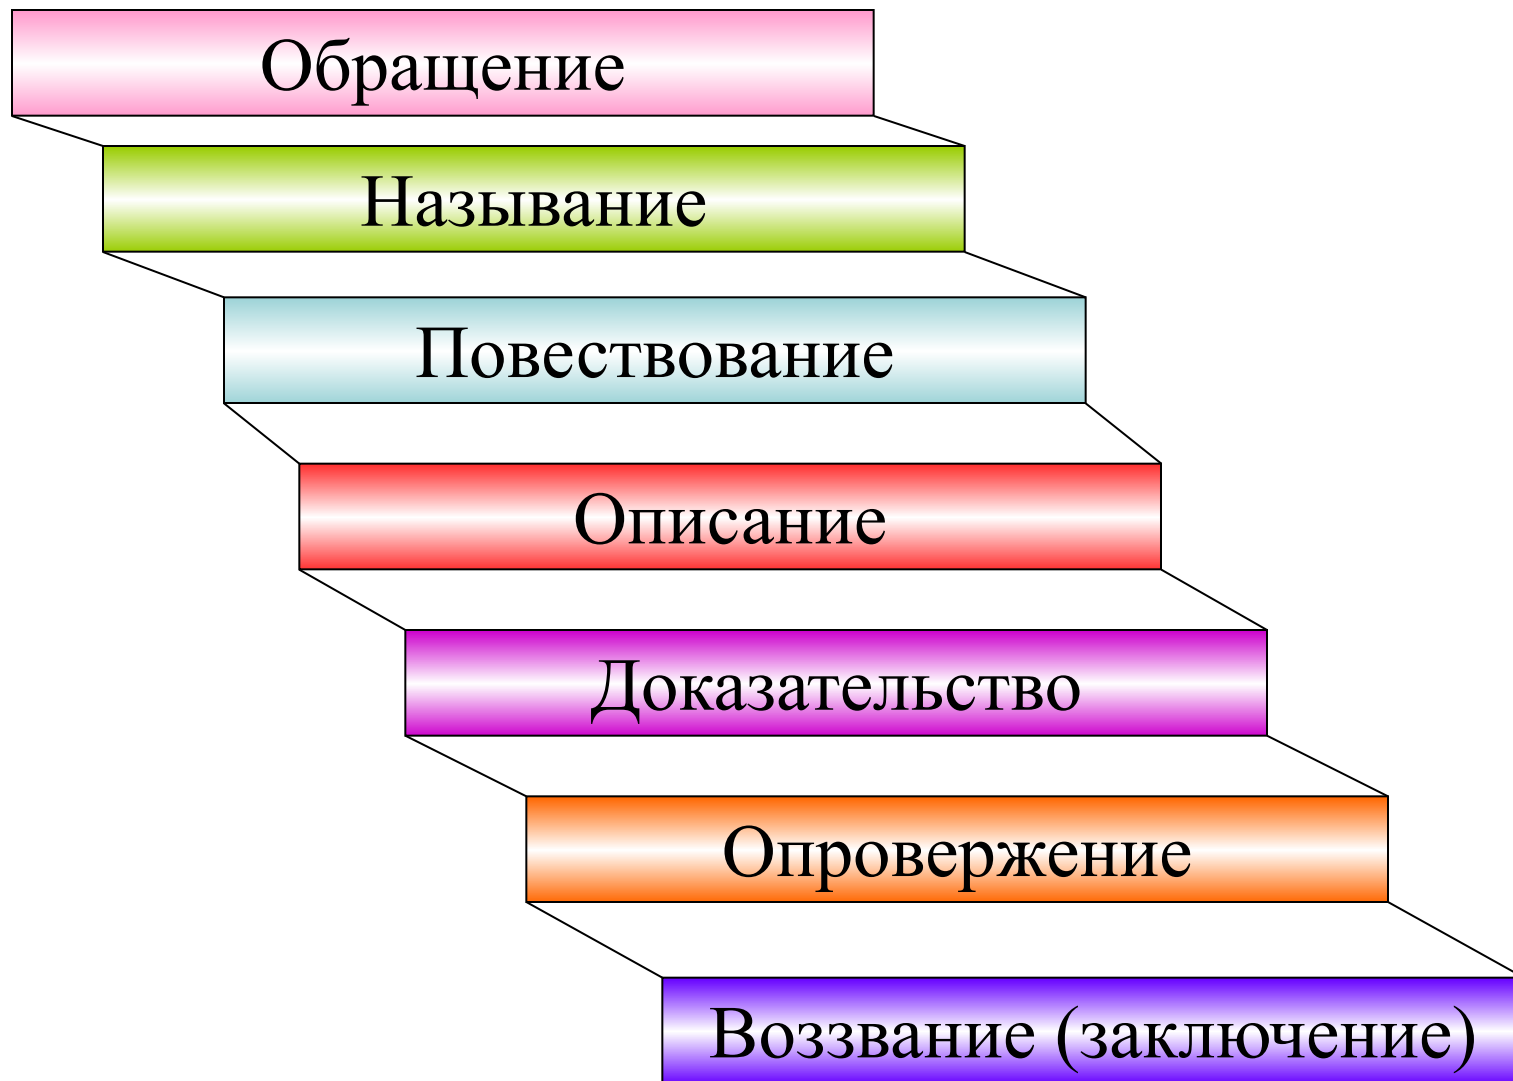 Обращение
Называние
Повествование
Описание
Доказательство
Опровержение
Воззвание (заключение)